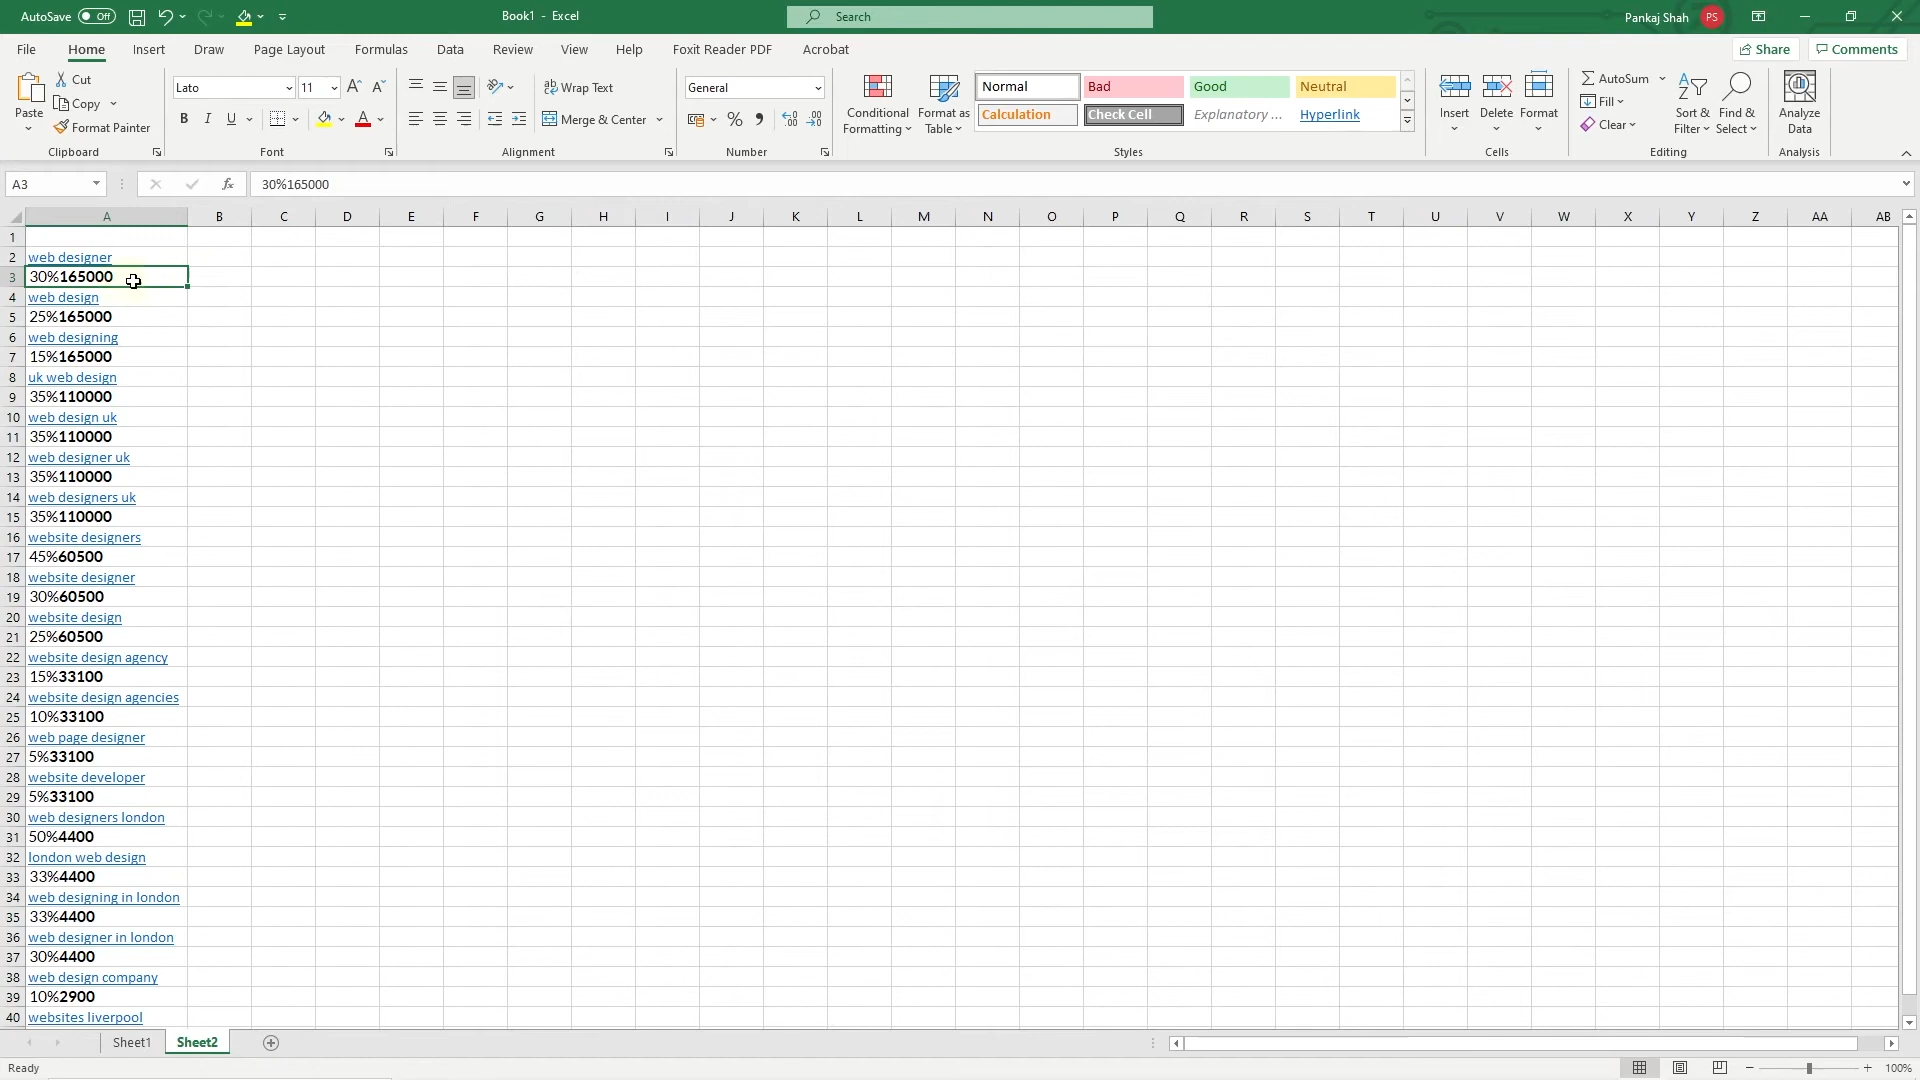 AutoSave Off Book1 - Excel Search Pankaj Shah PS
File Home Insert Draw Page Layout Formulas Data Review View Help Foxit Reader PDF Acrobat Share Comments
Paste Cut Copy Format Painter Clipboard
Lato 11 A A B I U A Font
ab Wrap Text Merge & Center Alignment
General % 9 Number
Conditional Formatting Format as Table Normal Bad Good Neutral Calculation Check Cell Explanatory ... Hyperlink Styles
Insert Delete Format Cells
AutoSum Fill Clear Sort & Filter Find & Select Editing
Analyze Data Analysis
A3 fx 30%165000
A B C D E F G H I J K L M N O P Q R S T U V W X Y Z AA AB
1
2 web designer
3 30%165000
4 web design
5 25%165000
6 web designing
7 15%165000
8 uk web design
9 35%110000
10 web design uk
11 35%110000
12 web designer uk
13 35%110000
14 web designers uk
15 35%110000
16 website designers
17 45%60500
18 website designer
19 30%60500
20 website design
21 25%60500
22 website design agency
23 15%33100
24 website design agencies
25 10%33100
26 web page designer
27 5%33100
28 website developer
29 5%33100
30 web designers london
31 50%4400
32 london web design
33 33%4400
34 web designing in london
35 33%4400
36 web designer in london
37 30%4400
38 web design company
39 10%2900
40 websites liverpool
Sheet1 Sheet2
Ready 100%